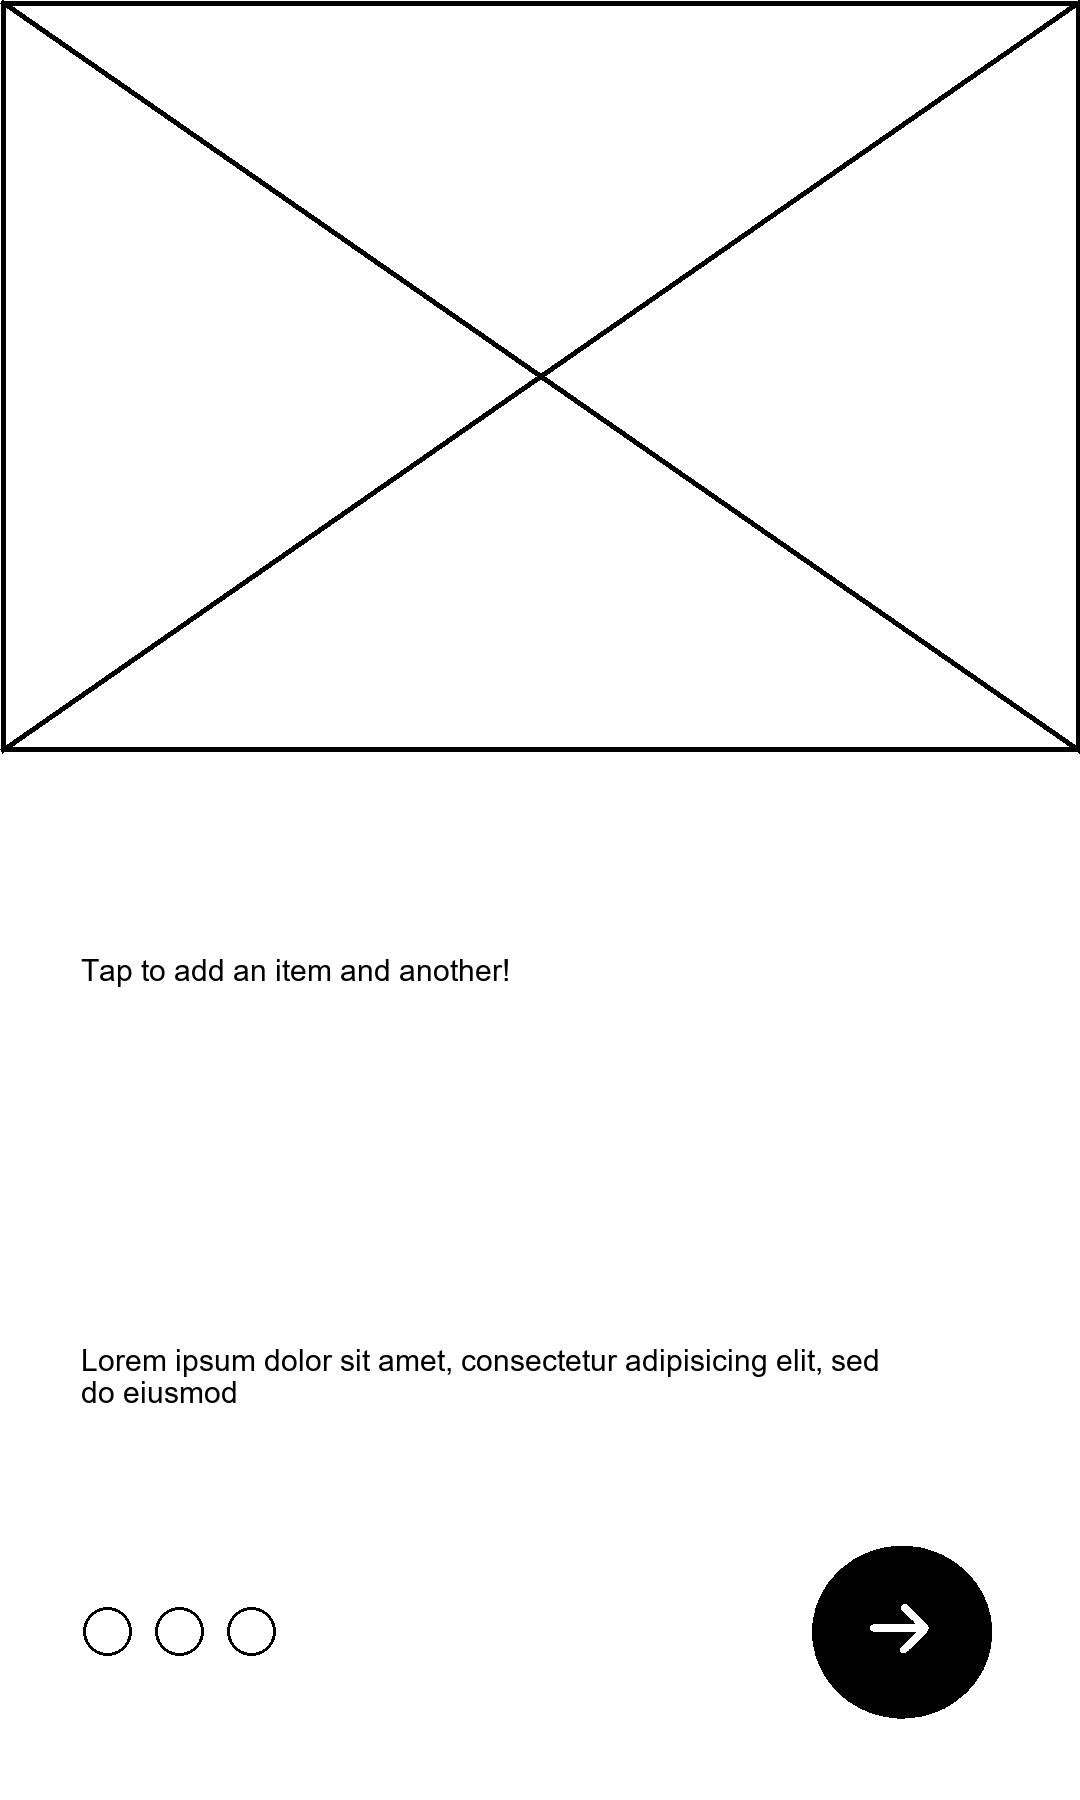 Tap to add an item and another!
Lorem ipsum dolor sit amet, consectetur adipisicing elit, sed
do eiusmod